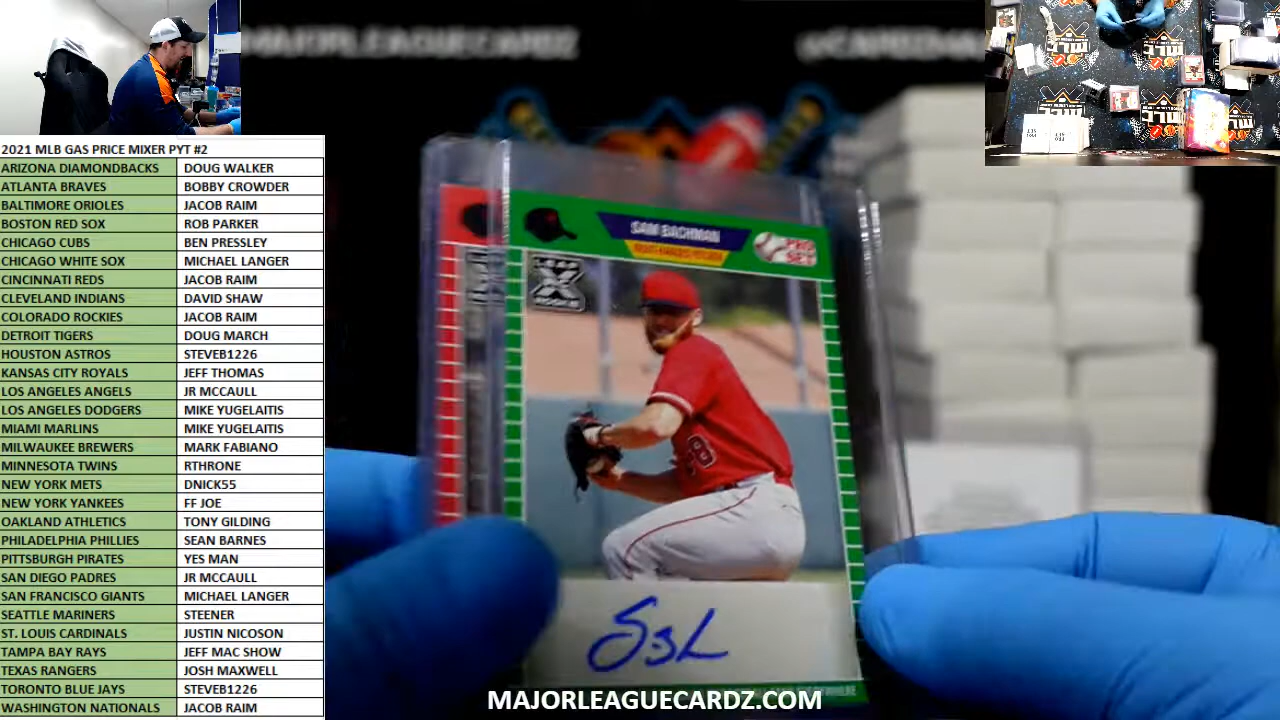 MAJORLEAGUECARDZ
2021 MLB GAS PRICE MIXER PYT #2
ARIZONA DIAMONDBACKS DOUG WALKER
ATLANTA BRAVES BOBBY CROWDER
BALTIMORE ORIOLES JACOB RAIM
BOSTON RED SOX ROB PARKER
CHICAGO CUBS BEN PRESSLEY
CHICAGO WHITE SOX MICHAEL LANGER
CINCINNATI REDS JACOB RAIM
CLEVELAND INDIANS DAVID SHAW
COLORADO ROCKIES JACOB RAIM
DETROIT TIGERS DOUG MARCH
HOUSTON ASTROS STEVEB1226
KANSAS CITY ROYALS JEFF THOMAS
LOS ANGELES ANGELS JR MCCAULL
LOS ANGELES DODGERS MIKE YUGELAITIS
MIAMI MARLINS MIKE YUGELAITIS
MILWAUKEE BREWERS MARK FABIANO
MINNESOTA TWINS RTHRONE
NEW YORK METS DNICK55
NEW YORK YANKEES FF JOE
OAKLAND ATHLETICS TONY GILDING
PHILADELPHIA PHILLIES SEAN BARNES
PITTSBURGH PIRATES YES MAN
SAN DIEGO PADRES JR MCCAULL
SAN FRANCISCO GIANTS MICHAEL LANGER
SEATTLE MARINERS STEENER
ST. LOUIS CARDINALS JUSTIN NICOSON
TAMPA BAY RAYS JEFF MAC SHOW
TEXAS RANGERS JOSH MAXWELL
TORONTO BLUE JAYS STEVEB1226
WASHINGTON NATIONALS JACOB RAIM
SAM BACHMAN
PRO SET
LEAF
X
ROOKIE
8
MAJORLEAGUECARDZ.COM